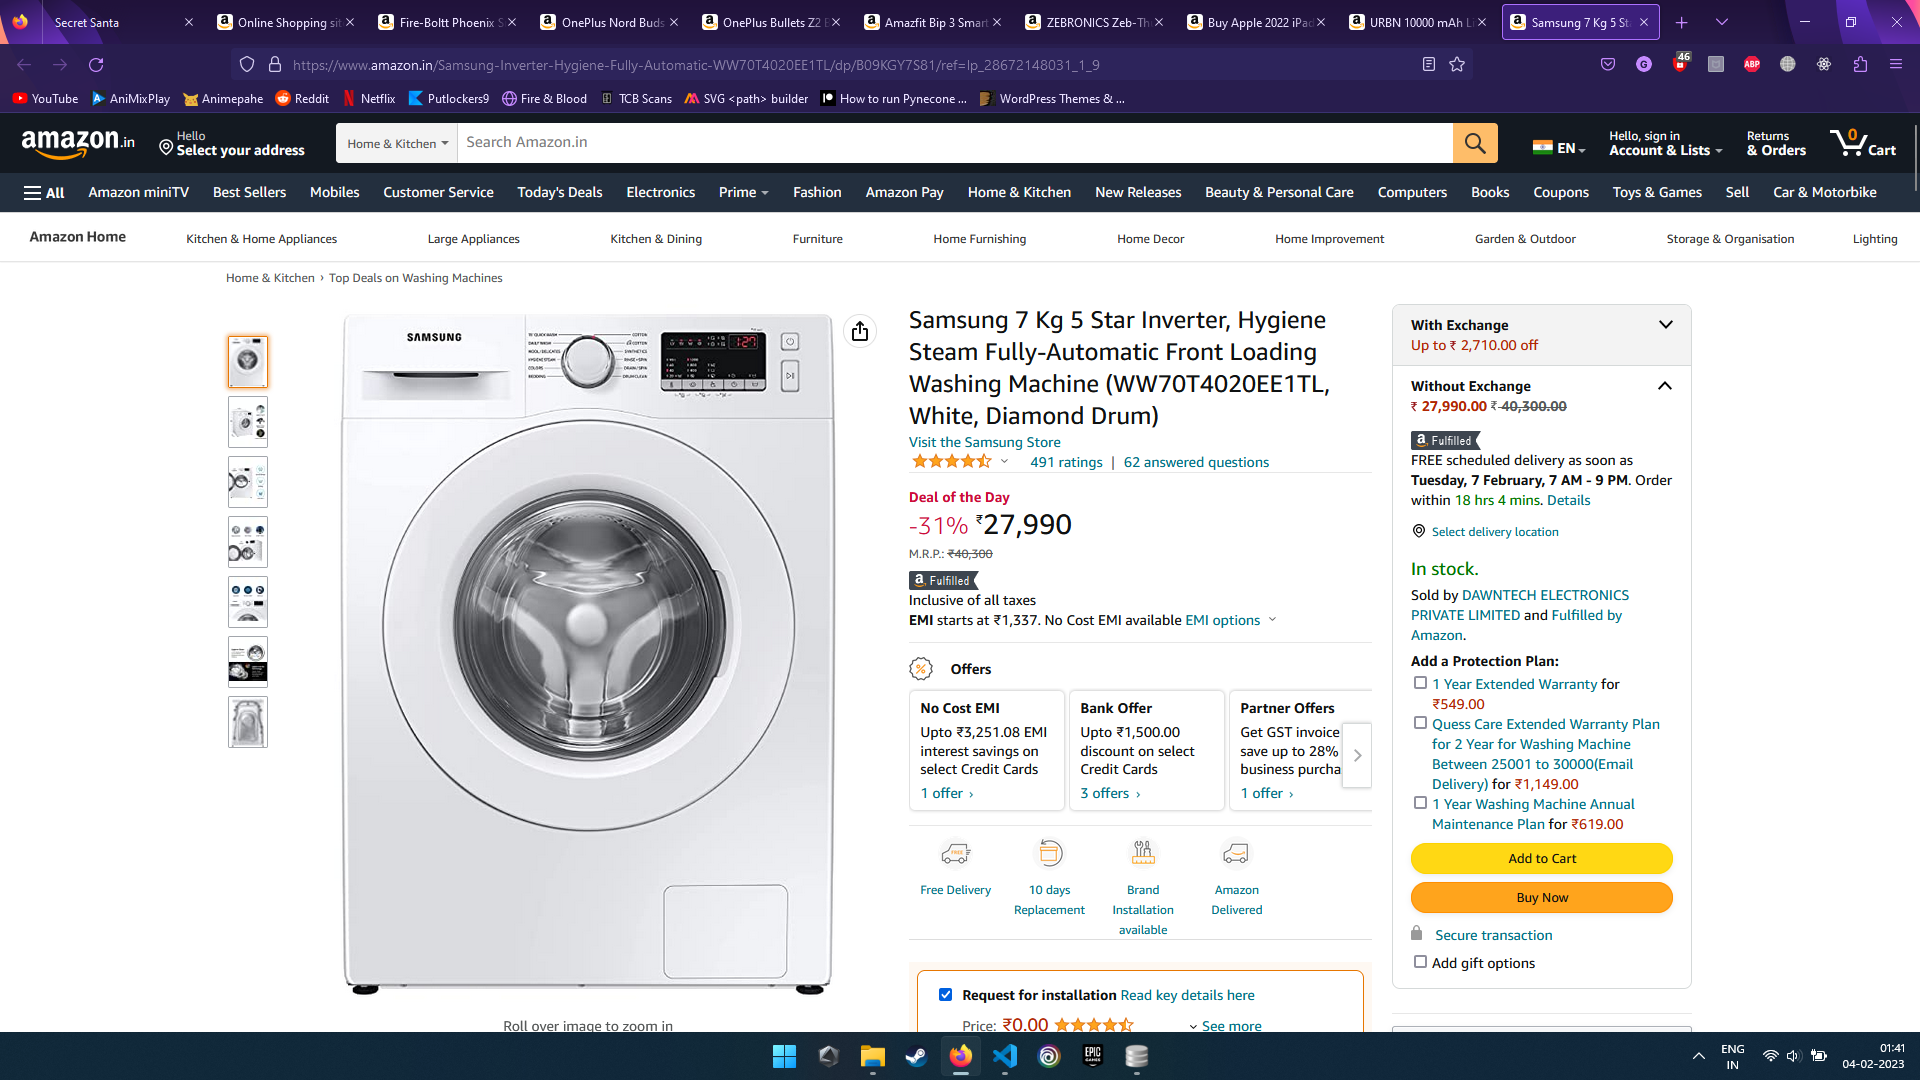 Secret Santa
Online Shopping sit
Fire-Boltt Phoenix S
OnePlus Nord Buds
OnePlus Bullets Z2 B
Amazfit Bip 3 Smart
ZEBRONICS Zeb-Th
Buy Apple 2022 iPad
URBN 10000 mAh Li
Samsung 7 Kg 5 St
https://www.amazon.in/Samsung-Inverter-Hygiene-Fully-Automatic-WW70T4020EE1TL/dp/B09KGY7S81/ref=lp_28672148031_1_9
46
G
ABP
YouTube
AniMixPlay
Animepahe
Reddit
Netflix
Putlockers9
Fire & Blood
TCB Scans
SVG <path> builder
How to run Pynecone ...
WordPress Themes & ...
amazon.in
Hello
Select your address
Home & Kitchen
Search Amazon.in
EN
Hello, sign in
Account & Lists
Returns
& Orders
0
Cart
All
Amazon miniTV
Best Sellers
Mobiles
Customer Service
Today's Deals
Electronics
Prime
Fashion
Amazon Pay
Home & Kitchen
New Releases
Beauty & Personal Care
Computers
Books
Coupons
Toys & Games
Sell
Car & Motorbike
Amazon Home
Kitchen & Home Appliances
Large Appliances
Kitchen & Dining
Furniture
Home Furnishing
Home Decor
Home Improvement
Garden & Outdoor
Storage & Organisation
Lighting
Home & Kitchen › Top Deals on Washing Machines
SAMSUNG
COTTON
1:27
Roll over image to zoom in
Samsung 7 Kg 5 Star Inverter, Hygiene
Steam Fully-Automatic Front Loading
Washing Machine (WW70T4020EE1TL,
White, Diamond Drum)
Visit the Samsung Store
491 ratings | 62 answered questions
Deal of the Day
-31% ₹27,990
M.R.P.: ₹40,300
a Fulfilled
Inclusive of all taxes
EMI starts at ₹1,337. No Cost EMI available EMI options
Offers
No Cost EMI
Upto ₹3,251.08 EMI
interest savings on
select Credit Cards
1 offer ›
Bank Offer
Upto ₹1,500.00
discount on select
Credit Cards
3 offers ›
Partner Offers
Get GST invoice
save up to 28%
business purcha
1 offer ›
FREE
Free Delivery
10 days
Replacement
Brand
Installation
available
Amazon
Delivered
Request for installation Read key details here
Price: ₹0.00
See more
With Exchange
Up to ₹ 2,710.00 off
Without Exchange
₹ 27,990.00 ₹ 40,300.00
a Fulfilled
FREE scheduled delivery as soon as
Tuesday, 7 February, 7 AM - 9 PM. Order
within 18 hrs 4 mins. Details
Select delivery location
In stock.
Sold by DAWNTECH ELECTRONICS
PRIVATE LIMITED and Fulfilled by
Amazon.
Add a Protection Plan:
1 Year Extended Warranty for
₹549.00
Quess Care Extended Warranty Plan
for 2 Year for Washing Machine
Between 25001 to 30000(Email
Delivery) for ₹1,149.00
1 Year Washing Machine Annual
Maintenance Plan for ₹619.00
Add to Cart
Buy Now
Secure transaction
Add gift options
EPIC
GAMES
ENG
IN
01:41
04-02-2023